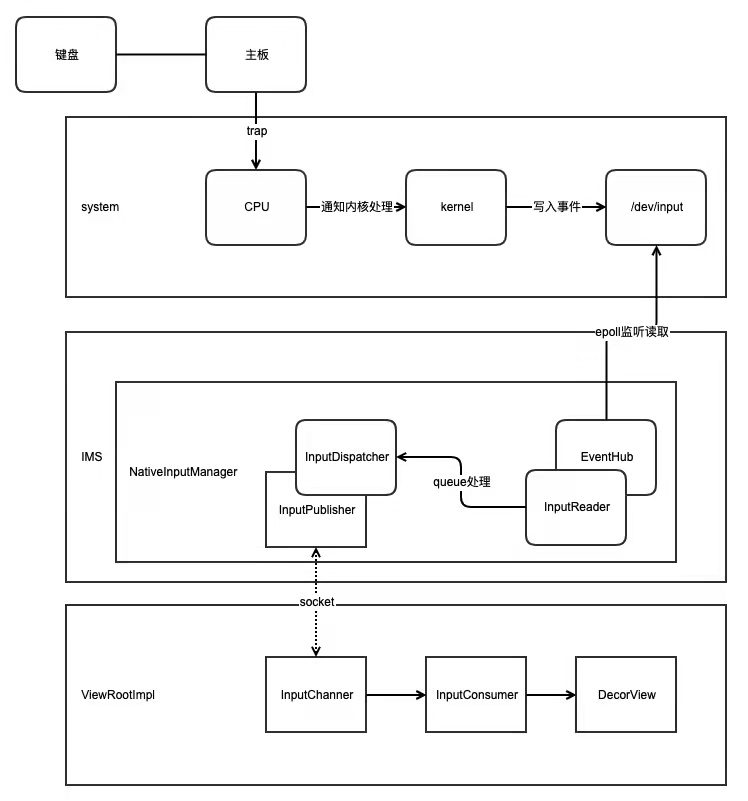 键盘
主板
trap
system
CPU
通知内核处理
kernel
写入事件
/dev/input
epoll监听读取
IMS
NativeInputManager
InputDispatcher
EventHub
queue处理
InputPublisher
InputReader
socket
ViewRootImpl
InputChanner
InputConsumer
DecorView